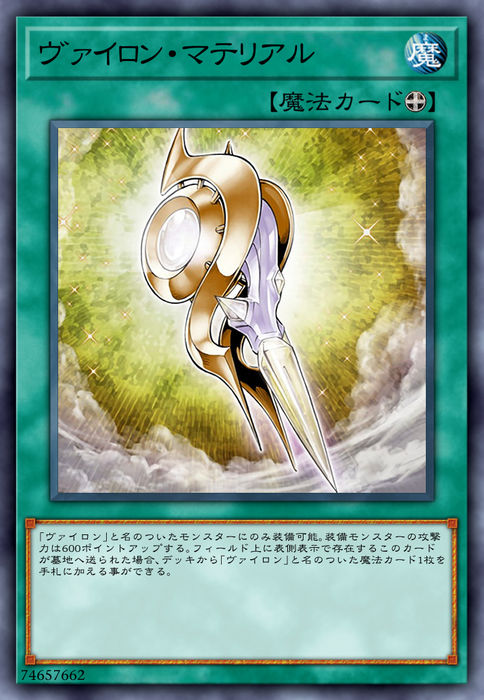 ヴァイロン・マテリアル
魔
【魔法カード】
「ヴァイロン」と名のついたモンスターにのみ装備可能。装備モンスターの攻撃
力は600ポイントアップする。フィールド上に表側表示で存在するこのカード
が墓地へ送られた場合、デッキから「ヴァイロン」と名のついた魔法カード1枚を
手札に加える事ができる。
74657662